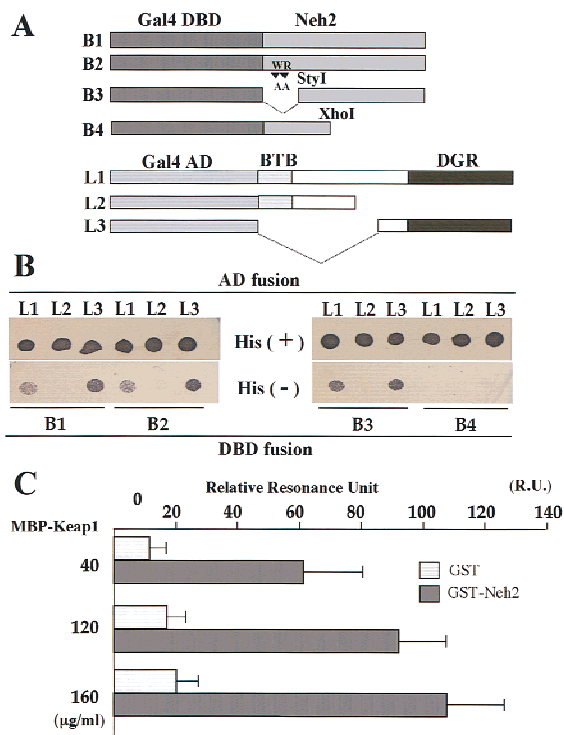 A
Gal4 DBD Neh2
B1
B2
WR
AA
StyI
B3
XhoI
B4
Gal4 AD BTB DGR
L1
L2
L3
B
AD fusion
L1 L2 L3 L1 L2 L3 L1 L2 L3 L1 L2 L3
His (+)
His (-)
B1 B2 B3 B4
DBD fusion
C
Relative Resonance Unit (R.U.)
0 20 40 60 80 100 120 140
MBP-Keap1
40
GST
GST-Neh2
120
160
(μg/ml)